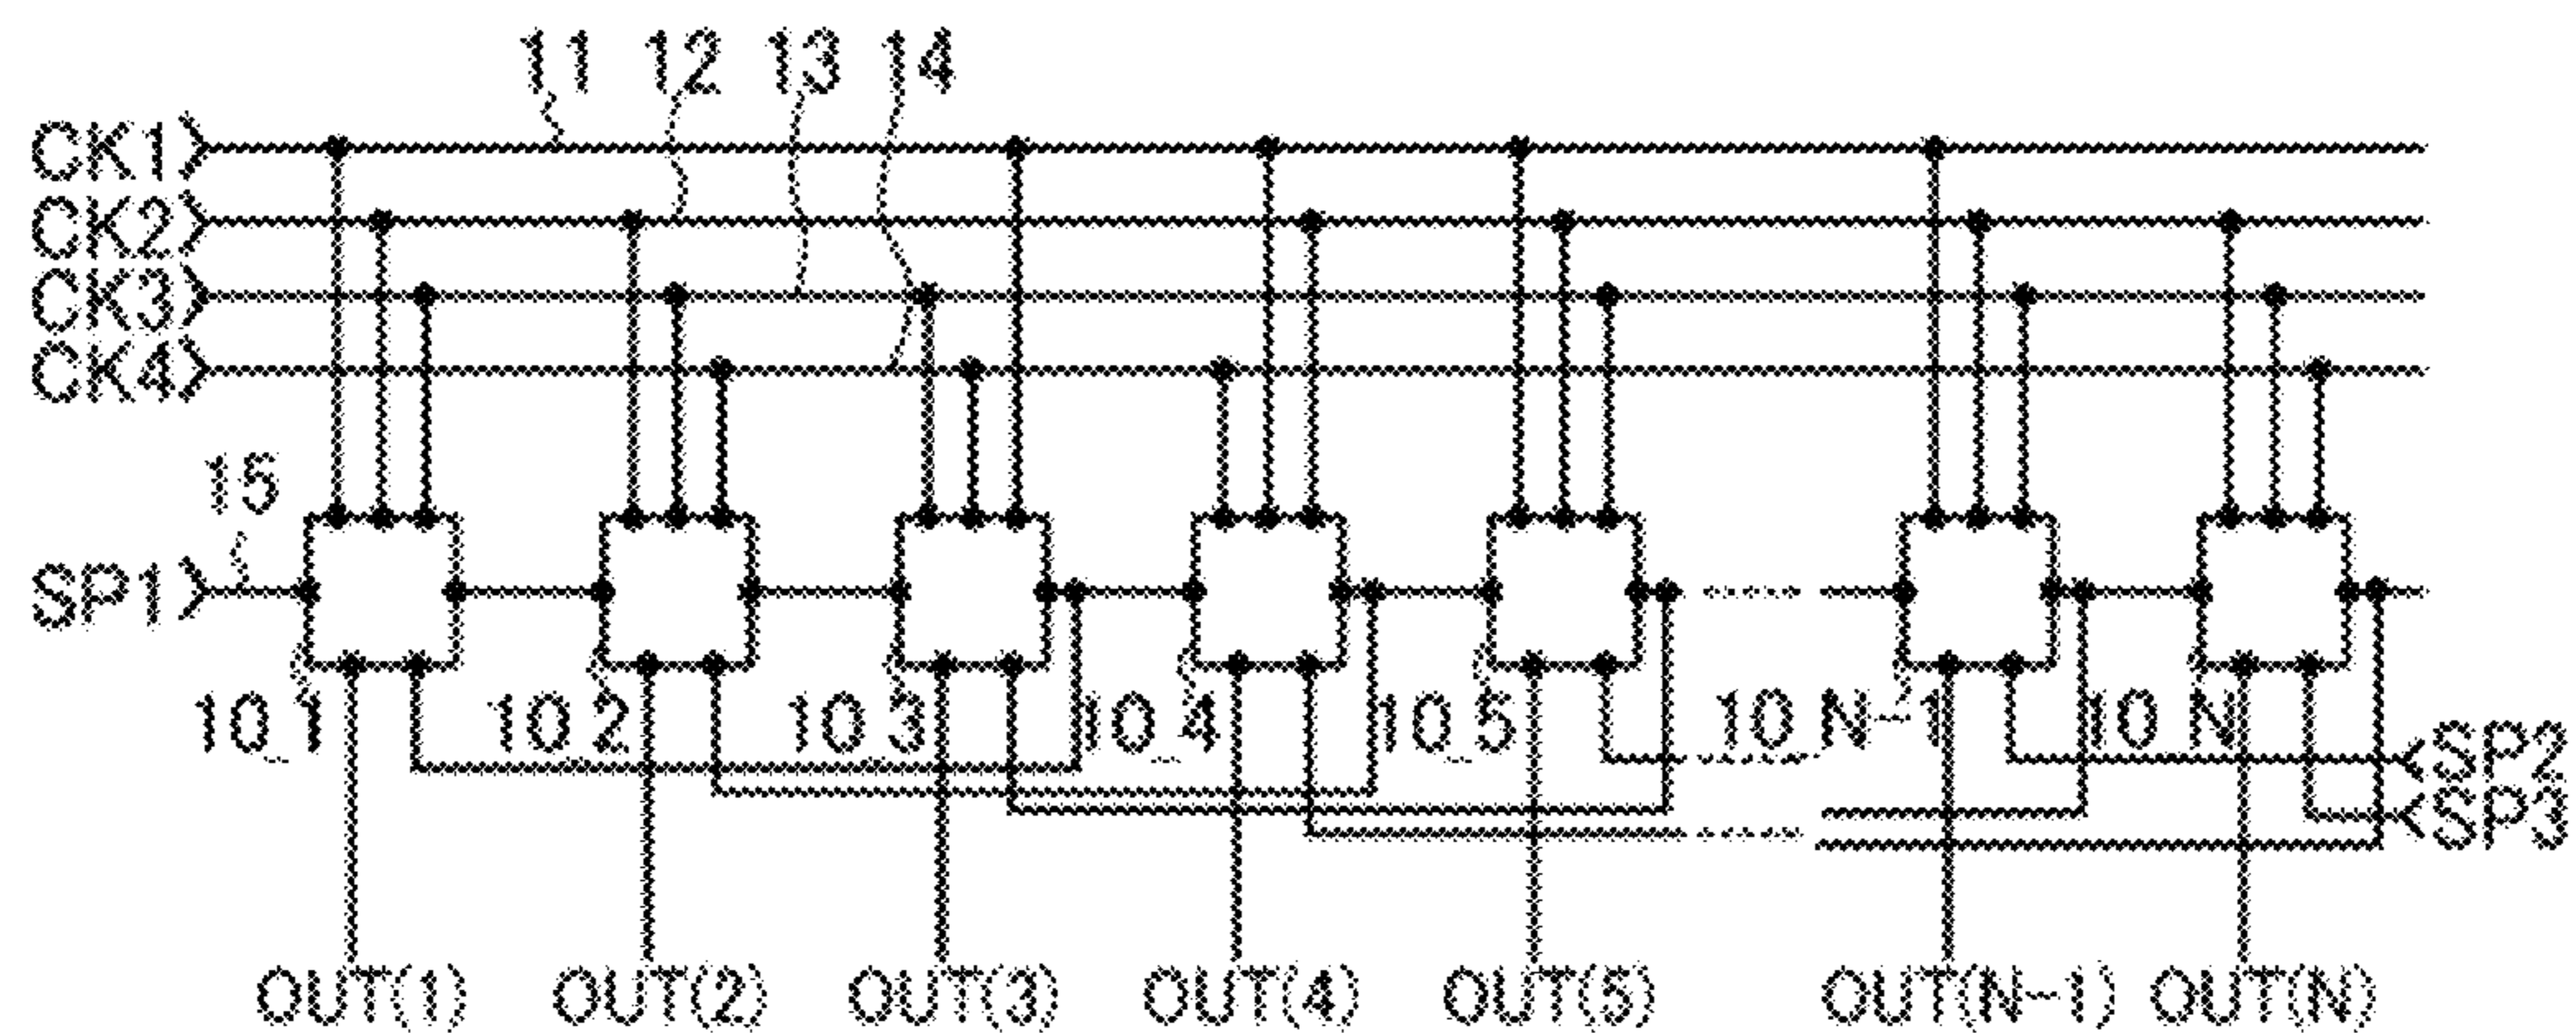 11 12 13 14
CK1
CK2
CK3
CK4
15
SP1
10_1 10_2 10_3 10_4 10_5 10_N-1 10_N
SP2
SP3
OUT(1) OUT(2) OUT(3) OUT(4) OUT(5) OUT(N-1) OUT(N)